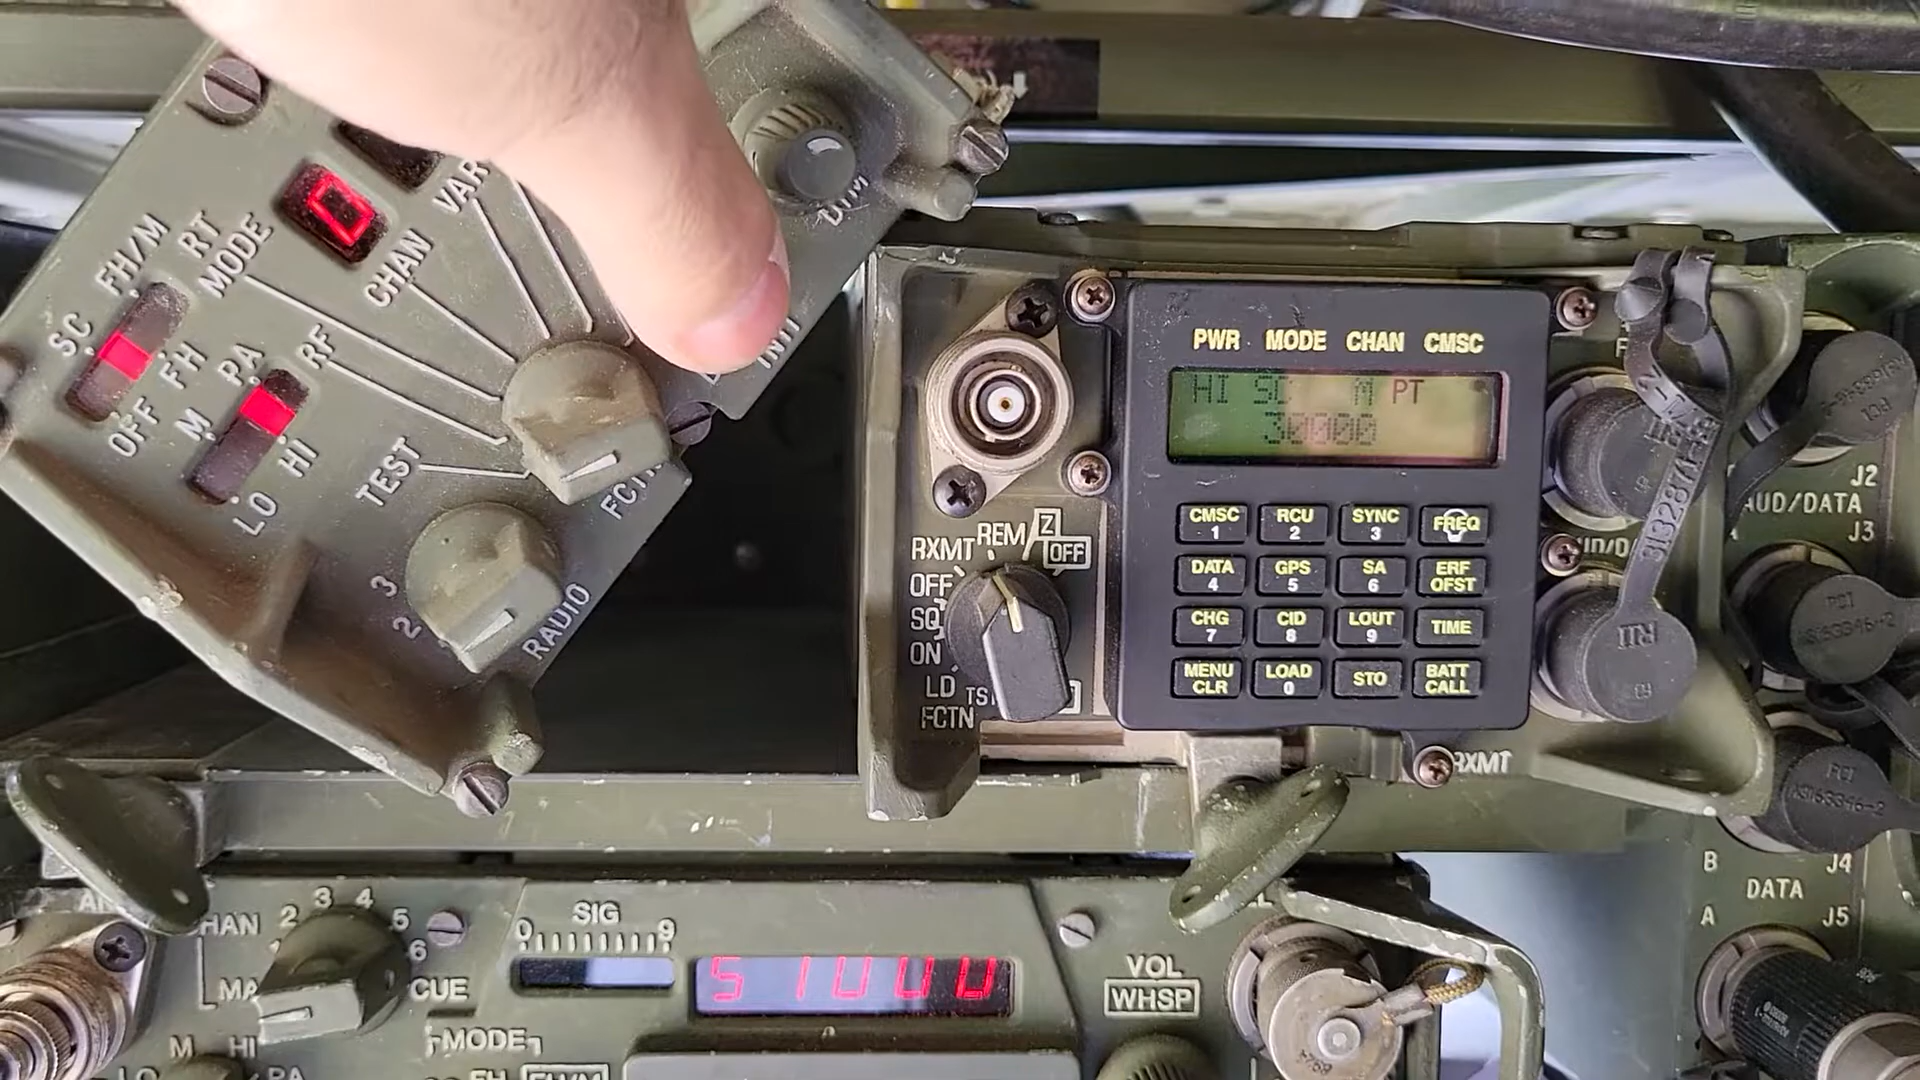 SC
FH/M
FH
OFF
RT
MODE
CHAN
VAR
DIM
INIT
M
PA
RF
HI
LO
TEST
FCTN
3
2
RADIO
PWR MODE CHAN CMSC
HI SC M PT
30000
CMSC RCU SYNC FREQ
1 2 3
DATA GPS SA ERF
4 5 6 OFST
CHG CID LOUT TIME
7 8 9
MENU LOAD STO BATT
CLR 0 CALL
RXMT REM Z
OFF
OFF
SQ
ON
LD
FCTN
RXMT
J2
AUD/DATA
J3
B J4
DATA
A J5
2 3 4 5 6
CUE
SIG
0 9
51000
VOL
WHSP
M HI
LO PA
MODE
FH